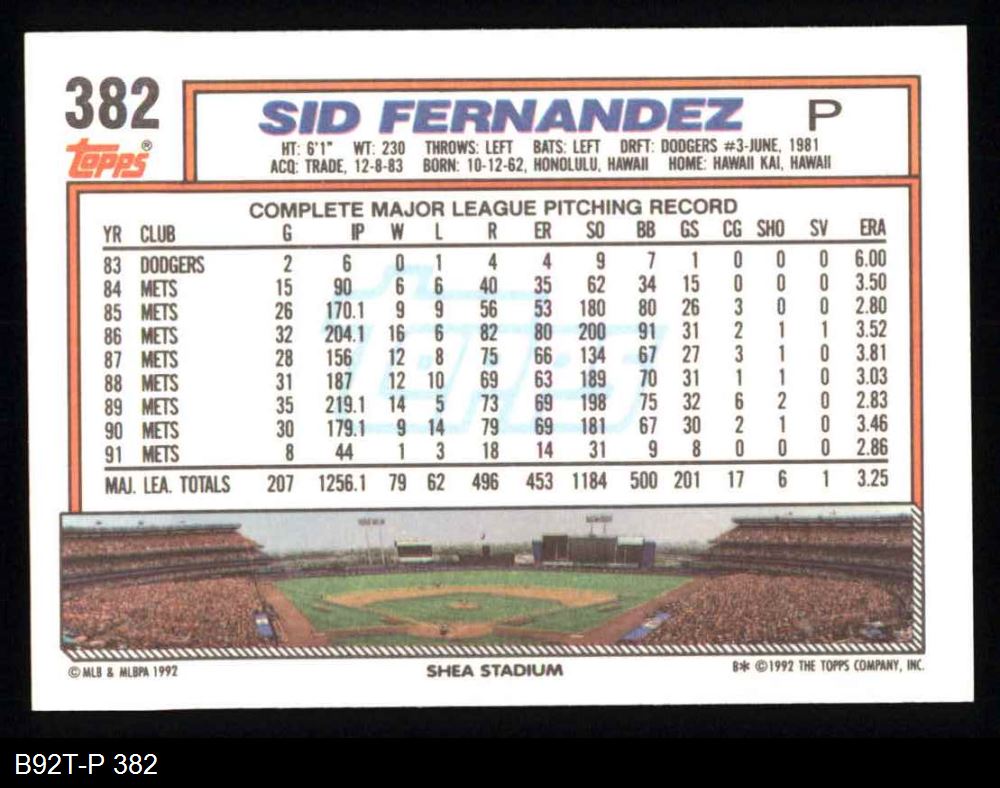 382
Topps®
SID FERNANDEZ P
HT: 6'1" WT: 230 THROWS: LEFT BATS: LEFT DRFT: DODGERS #3-JUNE, 1981
ACQ: TRADE, 12-8-83 BORN: 10-12-62, HONOLULU, HAWAII HOME: HAWAII KAI, HAWAII
COMPLETE MAJOR LEAGUE PITCHING RECORD
YR CLUB G IP W L R ER SO BB GS CG SHO SV ERA
83 DODGERS 2 6 0 1 4 4 9 7 1 0 0 0 6.00
84 METS 15 90 6 6 40 35 62 34 15 0 0 0 3.50
85 METS 26 170.1 9 9 56 53 180 80 26 3 0 0 2.80
86 METS 32 204.1 16 6 82 80 200 91 31 2 1 1 3.52
87 METS 28 156 12 8 75 66 134 67 27 3 1 0 3.81
88 METS 31 187 12 10 69 63 189 70 31 1 1 0 3.03
89 METS 35 219.1 14 5 73 69 198 75 32 6 2 0 2.83
90 METS 30 179.1 9 14 79 69 181 67 30 2 1 0 3.46
91 METS 8 44 1 3 18 14 31 9 8 0 0 0 2.86
MAJ. LEA. TOTALS 207 1256.1 79 62 496 453 1184 500 201 17 6 1 3.25
Topps
© MLB & MLBPA 1992 SHEA STADIUM B* ©1992 THE TOPPS COMPANY, INC.
B92T-P 382